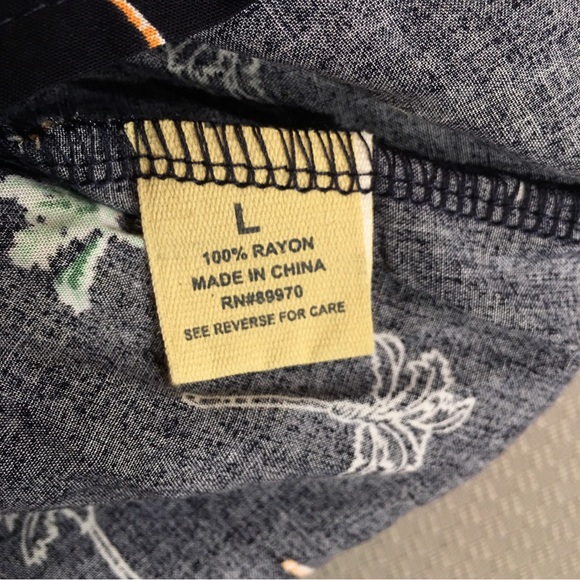 L
100% RAYON
MADE IN CHINA
RN#89970
SEE REVERSE FOR CARE